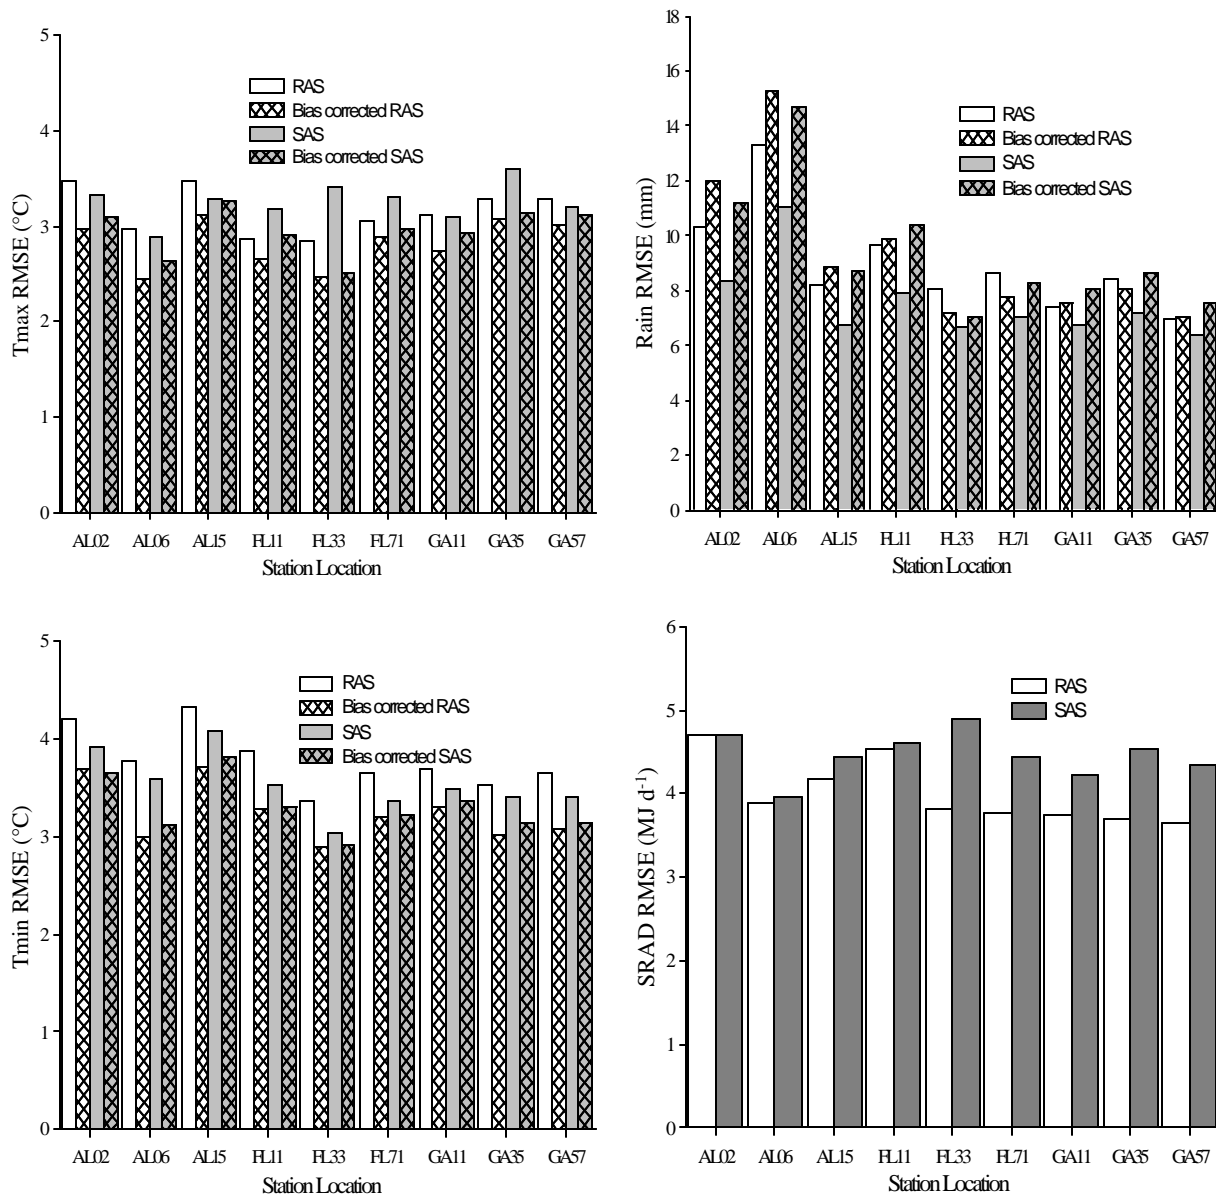 5
4
3
2
1
0
Tmax RMSE (°C)
RAS
Bias corrected RAS
SAS
Bias corrected SAS
AL02 AL06 AL15 FL11 FL33 FL71 GA11 GA35 GA57
Station Location
18
16
14
12
10
8
6
4
2
0
Rain RMSE (mm)
RAS
Bias corrected RAS
SAS
Bias corrected SAS
AL02 AL06 AL15 FL11 FL33 FL71 GA11 GA35 GA57
Station Location
5
4
3
2
1
0
Tmin RMSE (°C)
RAS
Bias corrected RAS
SAS
Bias corrected SAS
AL02 AL06 AL15 FL11 FL33 FL71 GA11 GA35 GA57
Station Location
6
5
4
3
2
1
0
SRAD RMSE (MJ d⁻¹)
RAS
SAS
AL02 AL06 AL15 FL11 FL33 FL71 GA11 GA35 GA57
Station Location